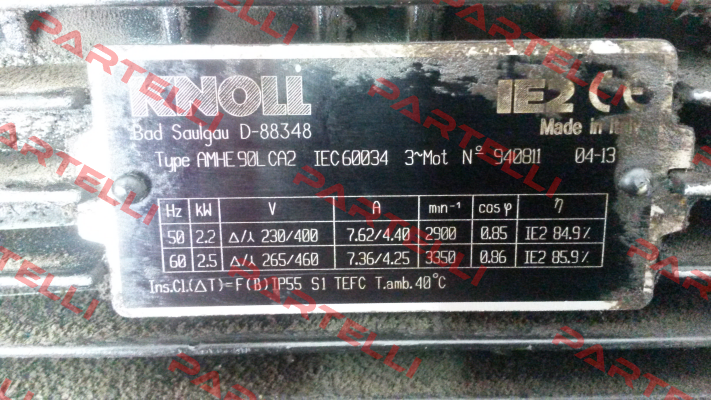 KNOLL IE2 CE
Bad Saulgau D-88348 Made in
Type AMHE 90L CA2 IEC60034 3~Mot N° 940811 04-13
Hz kW V A min⁻¹ cos φ η
50 2.2 Δ/⅄ 230/400 7.62/4.40 2900 0.85 IE2 84.9%
60 2.5 Δ/⅄ 265/460 7.36/4.25 3350 0.86 IE2 85.9%
Ins.Cl.(ΔT)=F(B) IP55 S1 TEFC T.amb.40°C
PARTELLI
PARTELLI
PARTELLI
PARTELLI
PARTELLI